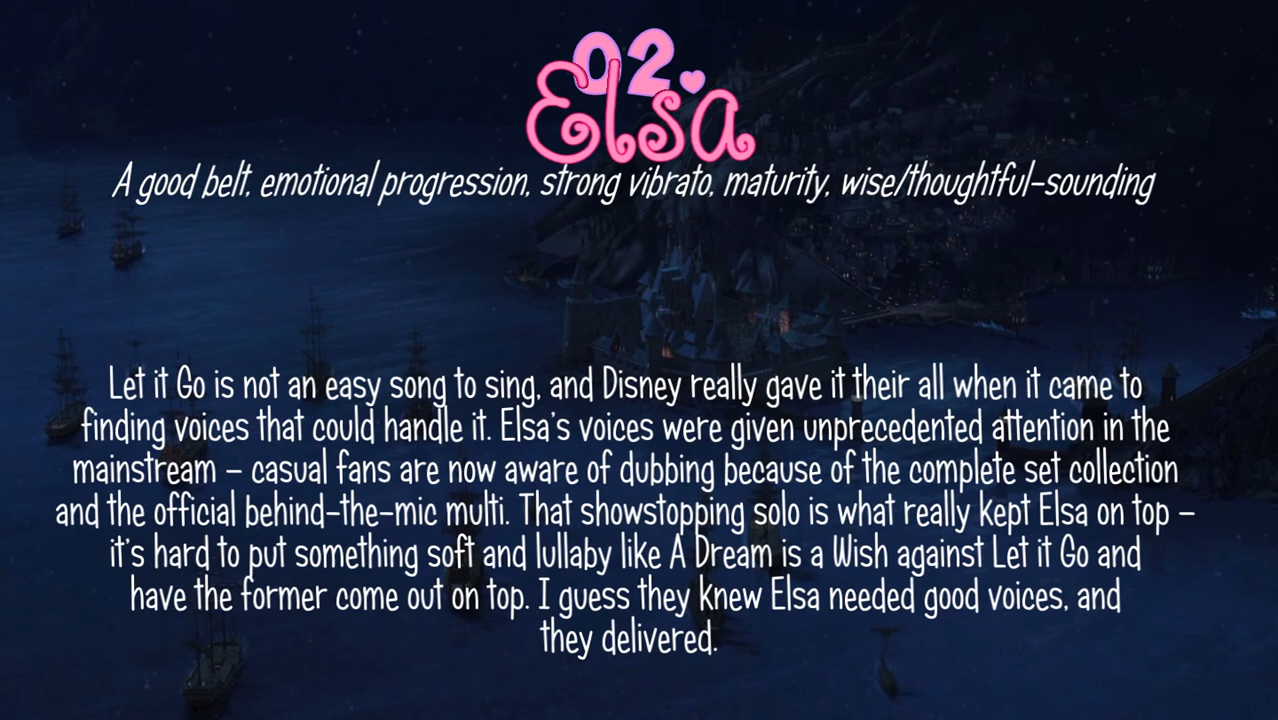 02.
Elsa
A good belt, emotional progression, strong vibrato, maturity, wise/thoughtful-sounding
Let it Go is not an easy song to sing, and Disney really gave it their all when it came to
finding voices that could handle it. Elsa's voices were given unprecedented attention in the
mainstream – casual fans are now aware of dubbing because of the complete set collection
and the official behind-the-mic multi. That showstopping solo is what really kept Elsa on top –
it's hard to put something soft and lullaby like A Dream is a Wish against Let it Go and
have the former come out on top. I guess they knew Elsa needed good voices, and
they delivered.